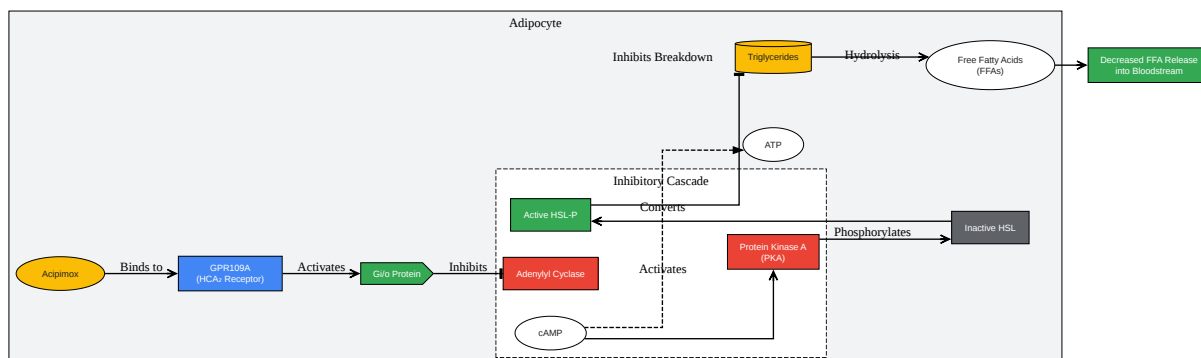 Adipocyte
Inhibits Breakdown
Triglycerides
Hydrolysis
Free Fatty Acids
(FFAs)
Decreased FFA Release
into Bloodstream
ATP
Inhibitory Cascade
Active HSL-P
Converts
Inactive HSL
Phosphorylates
Protein Kinase A
(PKA)
Acipimox
Binds to
GPR109A
(HCA₂ Receptor)
Activates
Gi/o Protein
Inhibits
Adenylyl Cyclase
Activates
cAMP